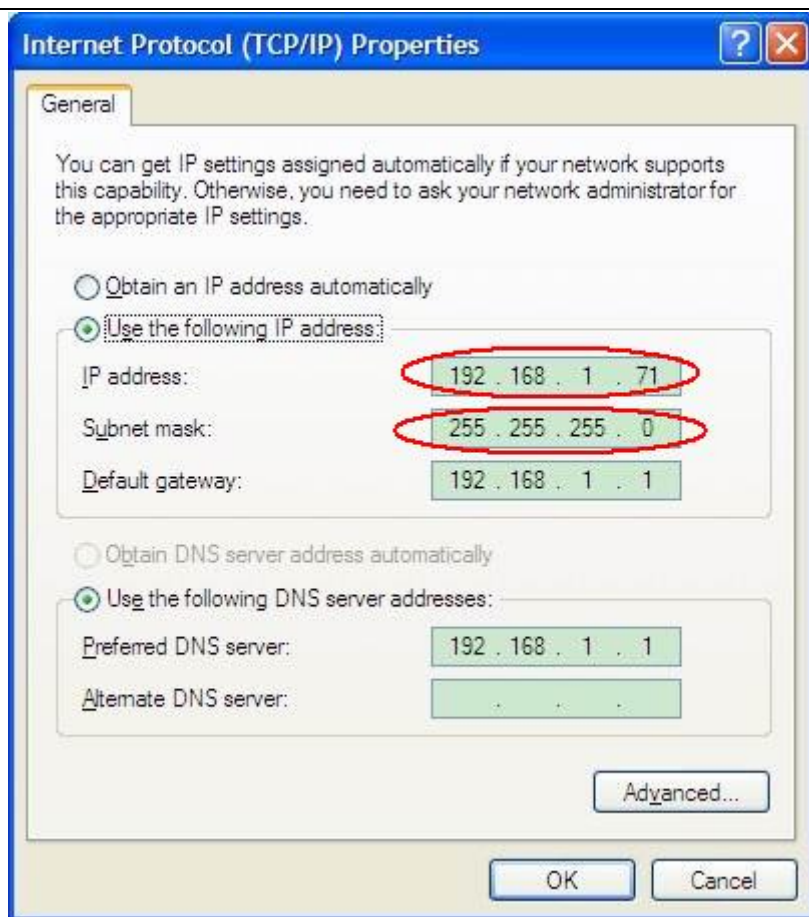 Internet Protocol (TCP/IP) Properties
General
You can get IP settings assigned automatically if your network supports
this capability. Otherwise, you need to ask your network administrator for
the appropriate IP settings.
Obtain an IP address automatically
Use the following IP address:
IP address: 192 . 168 . 1 . 71
Subnet mask: 255 . 255 . 255 . 0
Default gateway: 192 . 168 . 1 . 1
Obtain DNS server address automatically
Use the following DNS server addresses:
Preferred DNS server: 192 . 168 . 1 . 1
Alternate DNS server: . . .
Advanced...
OK Cancel